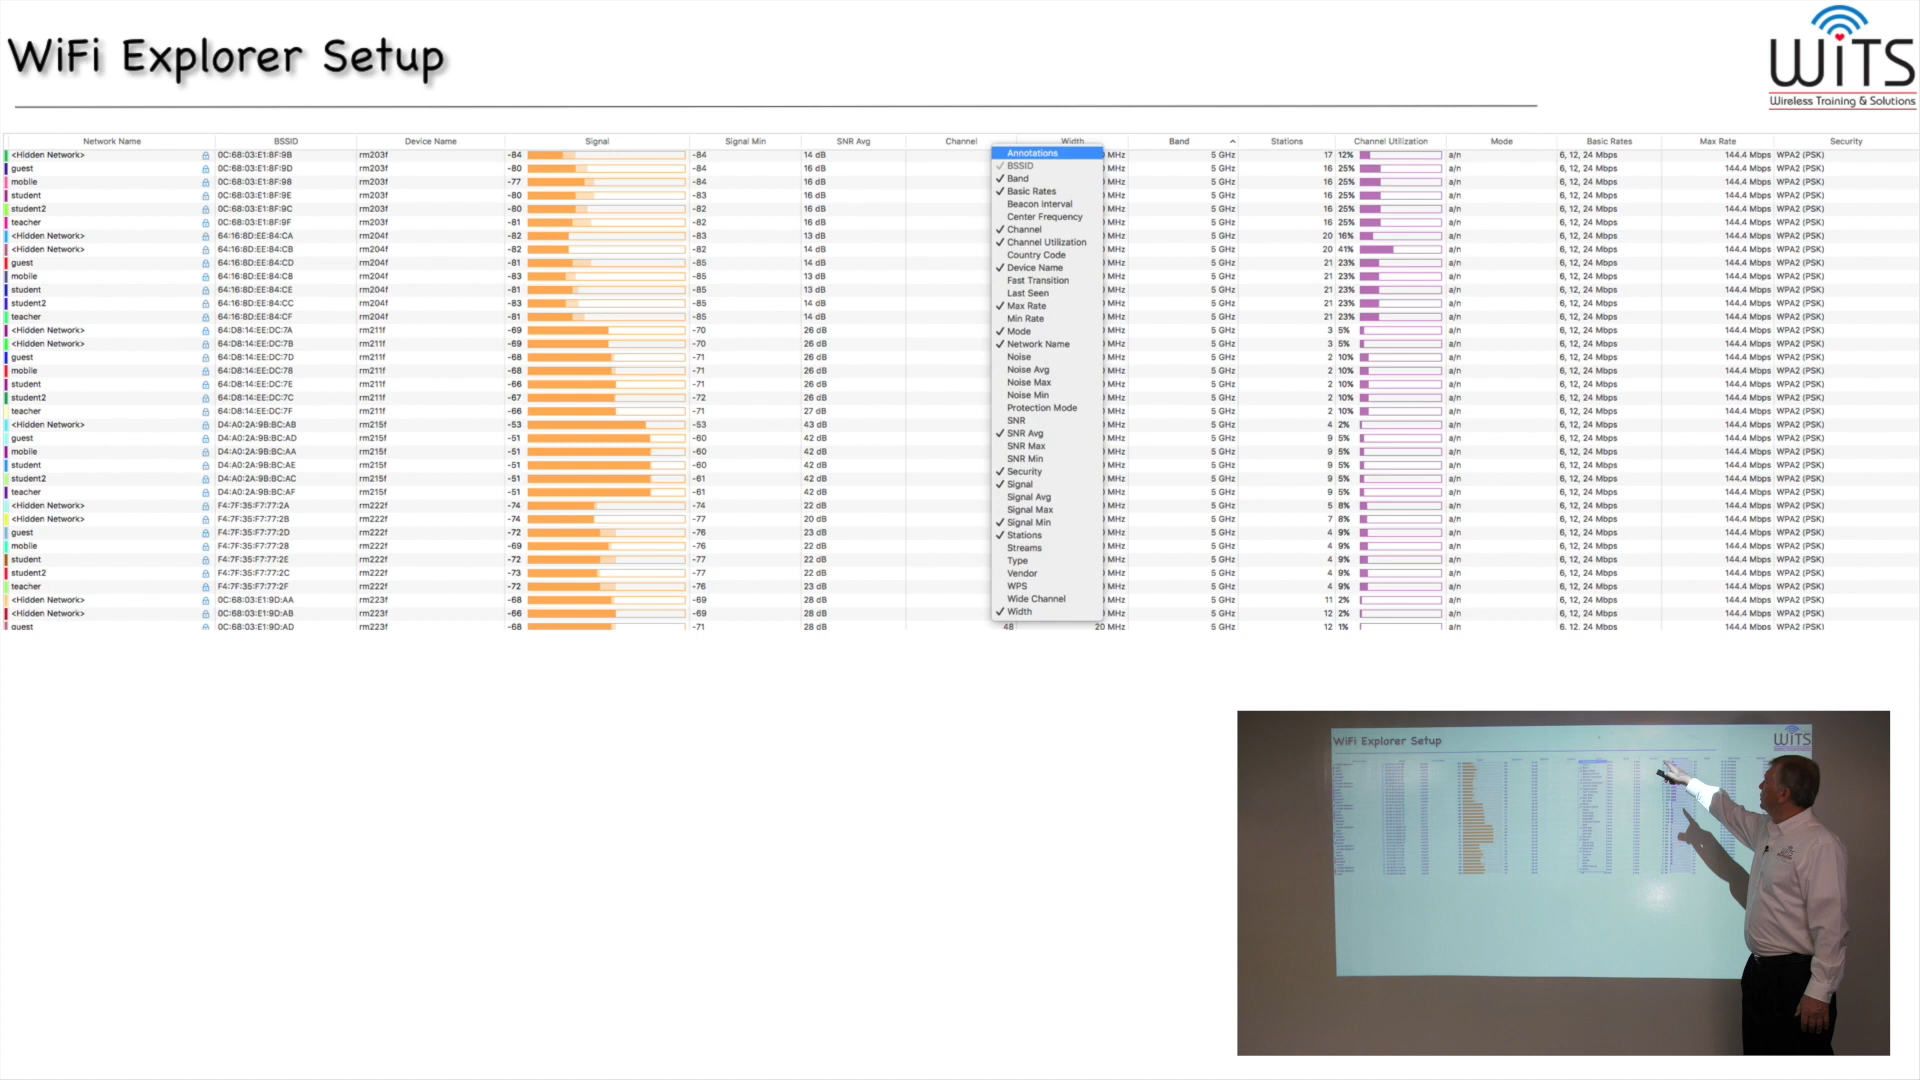 WiFi Explorer Setup
WiTS
Wireless Training & Solutions
Network Name BSSID Device Name Signal Signal Min SNR Avg Channel Width Band Stations Channel Utilization Mode Basic Rates Max Rate Security
<Hidden Network> 0C:68:03:E1:8F:9B rm203f -84 -84 14 dB MHz 5 GHz 17 12% a/n 6, 12, 24 Mbps 144.4 Mbps WPA2 (PSK)
guest 0C:68:03:E1:8F:9D rm203f -80 -84 16 dB MHz 5 GHz 16 25% a/n 6, 12, 24 Mbps 144.4 Mbps WPA2 (PSK)
mobile 0C:68:03:E1:8F:98 rm203f -77 -84 16 dB MHz 5 GHz 16 25% a/n 6, 12, 24 Mbps 144.4 Mbps WPA2 (PSK)
student 0C:68:03:E1:8F:9E rm203f -80 -83 16 dB MHz 5 GHz 16 25% a/n 6, 12, 24 Mbps 144.4 Mbps WPA2 (PSK)
student2 0C:68:03:E1:8F:9C rm203f -80 -82 16 dB MHz 5 GHz 16 25% a/n 6, 12, 24 Mbps 144.4 Mbps WPA2 (PSK)
teacher 0C:68:03:E1:8F:9F rm203f -81 -82 16 dB MHz 5 GHz 16 25% a/n 6, 12, 24 Mbps 144.4 Mbps WPA2 (PSK)
<Hidden Network> 64:16:8D:EE:84:CA rm204f -82 -83 13 dB MHz 5 GHz 20 16% a/n 6, 12, 24 Mbps 144.4 Mbps WPA2 (PSK)
<Hidden Network> 64:16:8D:EE:84:CB rm204f -82 -82 14 dB MHz 5 GHz 20 41% a/n 6, 12, 24 Mbps 144.4 Mbps WPA2 (PSK)
guest 64:16:8D:EE:84:CD rm204f -81 -85 14 dB MHz 5 GHz 21 23% a/n 6, 12, 24 Mbps 144.4 Mbps WPA2 (PSK)
mobile 64:16:8D:EE:84:C8 rm204f -83 -85 13 dB MHz 5 GHz 21 23% a/n 6, 12, 24 Mbps 144.4 Mbps WPA2 (PSK)
student 64:16:8D:EE:84:CE rm204f -81 -85 13 dB MHz 5 GHz 21 23% a/n 6, 12, 24 Mbps 144.4 Mbps WPA2 (PSK)
student2 64:16:8D:EE:84:CC rm204f -83 -85 14 dB MHz 5 GHz 21 23% a/n 6, 12, 24 Mbps 144.4 Mbps WPA2 (PSK)
teacher 64:16:8D:EE:84:CF rm204f -81 -85 14 dB MHz 5 GHz 21 23% a/n 6, 12, 24 Mbps 144.4 Mbps WPA2 (PSK)
<Hidden Network> 64:D8:14:EE:DC:7A rm211f -69 -70 26 dB MHz 5 GHz 3 5% a/n 6, 12, 24 Mbps 144.4 Mbps WPA2 (PSK)
<Hidden Network> 64:D8:14:EE:DC:7B rm211f -69 -70 26 dB MHz 5 GHz 3 5% a/n 6, 12, 24 Mbps 144.4 Mbps WPA2 (PSK)
guest 64:D8:14:EE:DC:7D rm211f -68 -71 26 dB MHz 5 GHz 2 10% a/n 6, 12, 24 Mbps 144.4 Mbps WPA2 (PSK)
mobile 64:D8:14:EE:DC:78 rm211f -68 -71 26 dB MHz 5 GHz 2 10% a/n 6, 12, 24 Mbps 144.4 Mbps WPA2 (PSK)
student 64:D8:14:EE:DC:7E rm211f -66 -71 26 dB MHz 5 GHz 2 10% a/n 6, 12, 24 Mbps 144.4 Mbps WPA2 (PSK)
student2 64:D8:14:EE:DC:7C rm211f -67 -72 26 dB MHz 5 GHz 2 10% a/n 6, 12, 24 Mbps 144.4 Mbps WPA2 (PSK)
teacher 64:D8:14:EE:DC:7F rm211f -66 -71 27 dB MHz 5 GHz 2 10% a/n 6, 12, 24 Mbps 144.4 Mbps WPA2 (PSK)
<Hidden Network> D4:A0:2A:9B:BC:AB rm215f -53 -53 43 dB MHz 5 GHz 4 2% a/n 6, 12, 24 Mbps 144.4 Mbps WPA2 (PSK)
guest D4:A0:2A:9B:BC:AD rm215f -51 -60 42 dB MHz 5 GHz 9 5% a/n 6, 12, 24 Mbps 144.4 Mbps WPA2 (PSK)
mobile D4:A0:2A:9B:BC:AA rm215f -51 -60 42 dB MHz 5 GHz 9 5% a/n 6, 12, 24 Mbps 144.4 Mbps WPA2 (PSK)
student D4:A0:2A:9B:BC:AE rm215f -51 -60 42 dB MHz 5 GHz 9 5% a/n 6, 12, 24 Mbps 144.4 Mbps WPA2 (PSK)
student2 D4:A0:2A:9B:BC:AC rm215f -51 -61 42 dB MHz 5 GHz 9 5% a/n 6, 12, 24 Mbps 144.4 Mbps WPA2 (PSK)
teacher D4:A0:2A:9B:BC:AF rm215f -51 -61 42 dB MHz 5 GHz 9 5% a/n 6, 12, 24 Mbps 144.4 Mbps WPA2 (PSK)
<Hidden Network> F4:7F:35:F7:77:2A rm222f -74 -74 22 dB MHz 5 GHz 5 8% a/n 6, 12, 24 Mbps 144.4 Mbps WPA2 (PSK)
<Hidden Network> F4:7F:35:F7:77:2B rm222f -74 -77 20 dB MHz 5 GHz 7 8% a/n 6, 12, 24 Mbps 144.4 Mbps WPA2 (PSK)
guest F4:7F:35:F7:77:2D rm222f -72 -76 23 dB MHz 5 GHz 4 9% a/n 6, 12, 24 Mbps 144.4 Mbps WPA2 (PSK)
mobile F4:7F:35:F7:77:28 rm222f -69 -76 22 dB MHz 5 GHz 4 9% a/n 6, 12, 24 Mbps 144.4 Mbps WPA2 (PSK)
student F4:7F:35:F7:77:2E rm222f -72 -77 22 dB MHz 5 GHz 4 9% a/n 6, 12, 24 Mbps 144.4 Mbps WPA2 (PSK)
student2 F4:7F:35:F7:77:2C rm222f -73 -77 22 dB MHz 5 GHz 4 9% a/n 6, 12, 24 Mbps 144.4 Mbps WPA2 (PSK)
teacher F4:7F:35:F7:77:2F rm222f -72 -76 23 dB MHz 5 GHz 4 9% a/n 6, 12, 24 Mbps 144.4 Mbps WPA2 (PSK)
<Hidden Network> 0C:68:03:E1:9D:AA rm223f -68 -69 28 dB MHz 5 GHz 11 2% a/n 6, 12, 24 Mbps 144.4 Mbps WPA2 (PSK)
<Hidden Network> 0C:68:03:E1:9D:AB rm223f -66 -69 28 dB MHz 5 GHz 12 2% a/n 6, 12, 24 Mbps 144.4 Mbps WPA2 (PSK)
guest 0C:68:03:E1:9D:AD rm223f -68 -71 28 dB 48 20 MHz 5 GHz 12 1% a/n 6, 12, 24 Mbps 144.4 Mbps WPA2 (PSK)
Annotations
✓ BSSID
✓ Band
✓ Basic Rates
Beacon Interval
Center Frequency
✓ Channel
✓ Channel Utilization
Country Code
✓ Device Name
Fast Transition
Last Seen
✓ Max Rate
Min Rate
✓ Mode
✓ Network Name
Noise
Noise Avg
Noise Max
Noise Min
Protection Mode
SNR
✓ SNR Avg
SNR Max
SNR Min
✓ Security
✓ Signal
Signal Avg
Signal Max
✓ Signal Min
✓ Stations
Streams
Type
Vendor
WPS
Wide Channel
✓ Width
WiFi Explorer Setup
WiTS
WiTS